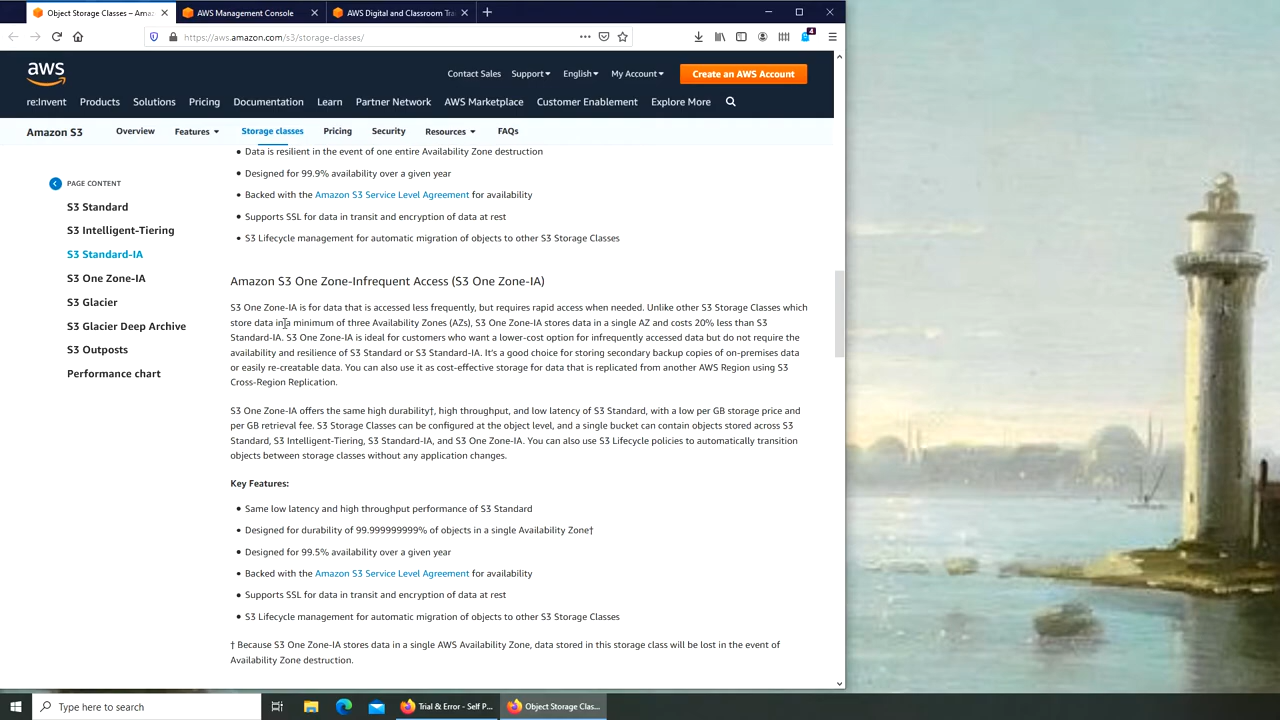 Object Storage Classes – Ama
AWS Management Console
AWS Digital and Classroom Tra
https://aws.amazon.com/s3/storage-classes/
4
aws
Contact Sales Support English My Account Create an AWS Account
re:Invent Products Solutions Pricing Documentation Learn Partner Network AWS Marketplace Customer Enablement Explore More
Amazon S3 Overview Features Storage classes Pricing Security Resources FAQs
PAGE CONTENT
S3 Standard
S3 Intelligent-Tiering
S3 Standard-IA
S3 One Zone-IA
S3 Glacier
S3 Glacier Deep Archive
S3 Outposts
Performance chart
• Data is resilient in the event of one entire Availability Zone destruction
• Designed for 99.9% availability over a given year
• Backed with the Amazon S3 Service Level Agreement for availability
• Supports SSL for data in transit and encryption of data at rest
• S3 Lifecycle management for automatic migration of objects to other S3 Storage Classes
Amazon S3 One Zone-Infrequent Access (S3 One Zone-IA)
S3 One Zone-IA is for data that is accessed less frequently, but requires rapid access when needed. Unlike other S3 Storage Classes which
store data in a minimum of three Availability Zones (AZs), S3 One Zone-IA stores data in a single AZ and costs 20% less than S3
Standard-IA. S3 One Zone-IA is ideal for customers who want a lower-cost option for infrequently accessed data but do not require the
availability and resilience of S3 Standard or S3 Standard-IA. It's a good choice for storing secondary backup copies of on-premises data
or easily re-creatable data. You can also use it as cost-effective storage for data that is replicated from another AWS Region using S3
Cross-Region Replication.
S3 One Zone-IA offers the same high durability†, high throughput, and low latency of S3 Standard, with a low per GB storage price and
per GB retrieval fee. S3 Storage Classes can be configured at the object level, and a single bucket can contain objects stored across S3
Standard, S3 Intelligent-Tiering, S3 Standard-IA, and S3 One Zone-IA. You can also use S3 Lifecycle policies to automatically transition
objects between storage classes without any application changes.
Key Features:
• Same low latency and high throughput performance of S3 Standard
• Designed for durability of 99.999999999% of objects in a single Availability Zone†
• Designed for 99.5% availability over a given year
• Backed with the Amazon S3 Service Level Agreement for availability
• Supports SSL for data in transit and encryption of data at rest
• S3 Lifecycle management for automatic migration of objects to other S3 Storage Classes
† Because S3 One Zone-IA stores data in a single AWS Availability Zone, data stored in this storage class will be lost in the event of
Availability Zone destruction.
Type here to search
Trial & Error - Self P...
Object Storage Clas...